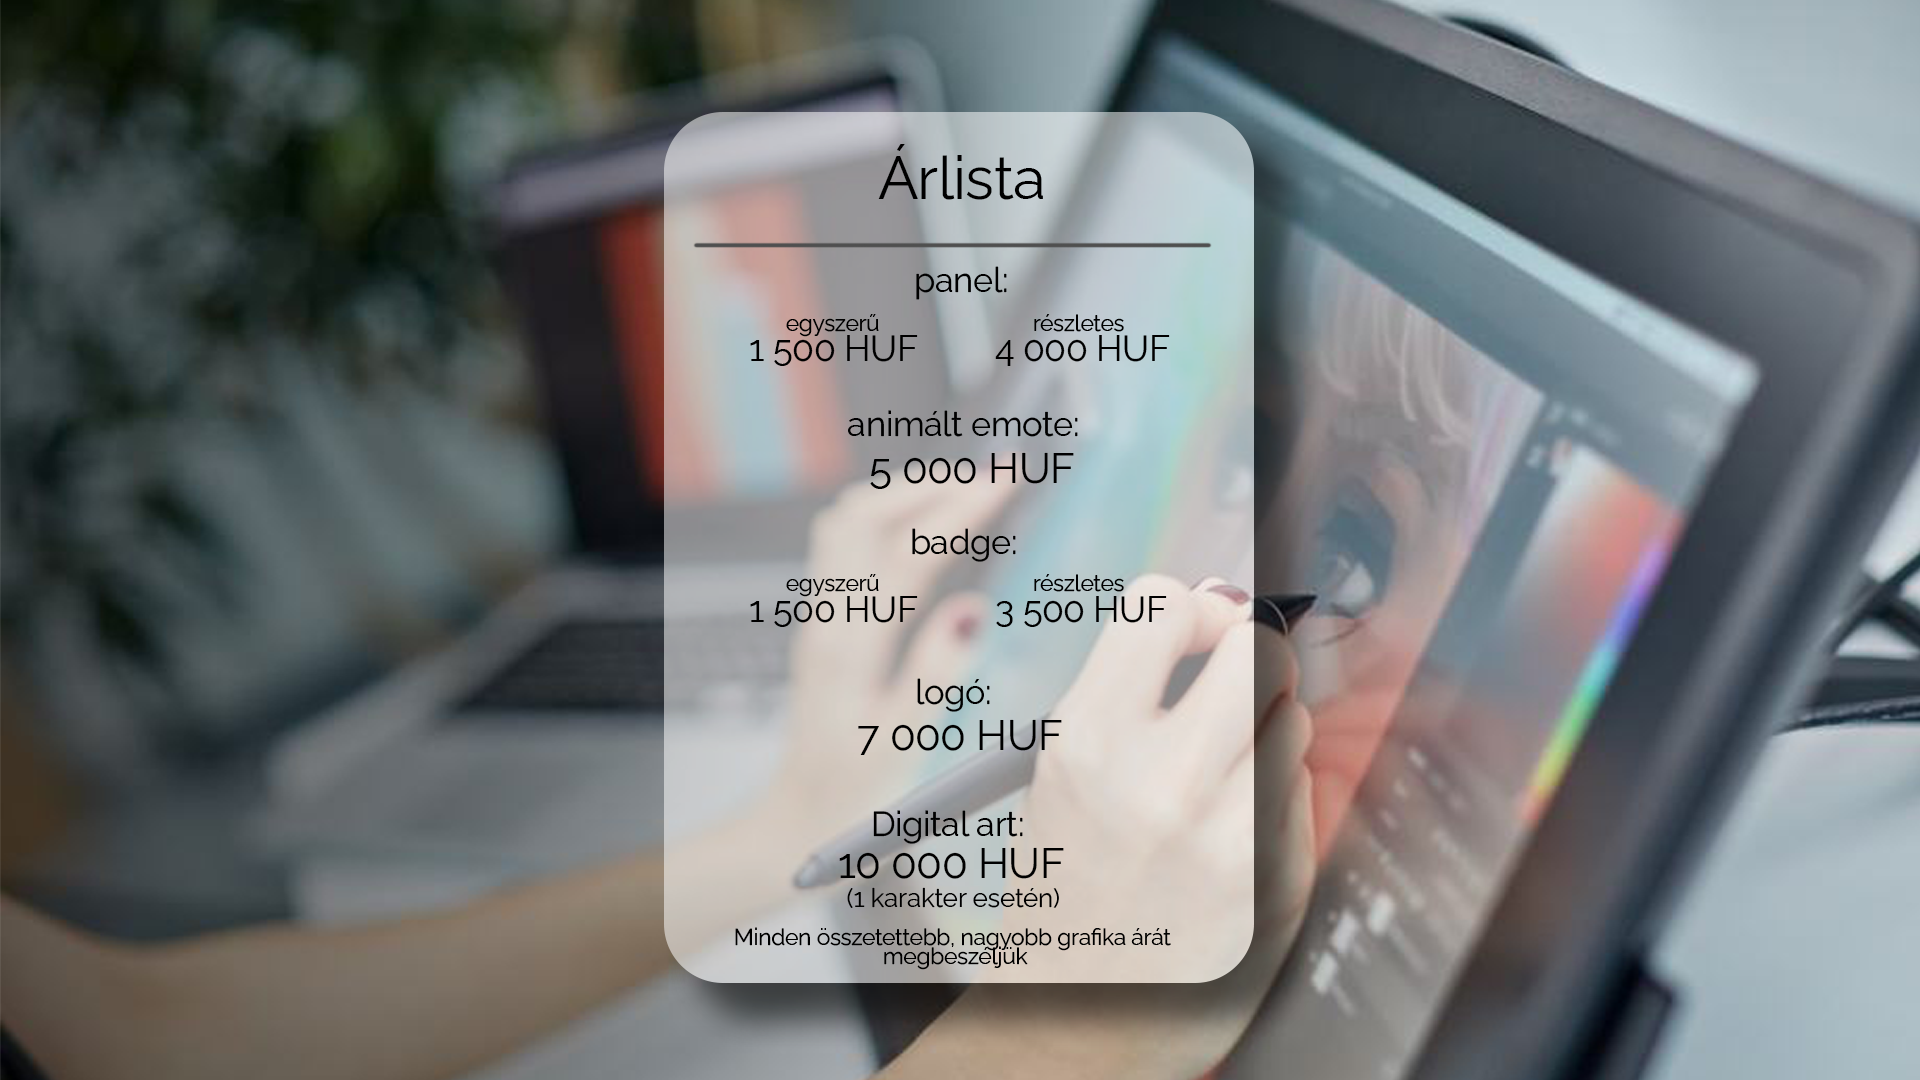 Árlista
panel:
egyszerű részletes
1 500 HUF 4 000 HUF
animált emote:
5 000 HUF
badge:
egyszerű részletes
1 500 HUF 3 500 HUF
logó:
7 000 HUF
Digital art:
10 000 HUF
(1 karakter esetén)
Minden összetettebb, nagyobb grafika árát
megbeszéljük